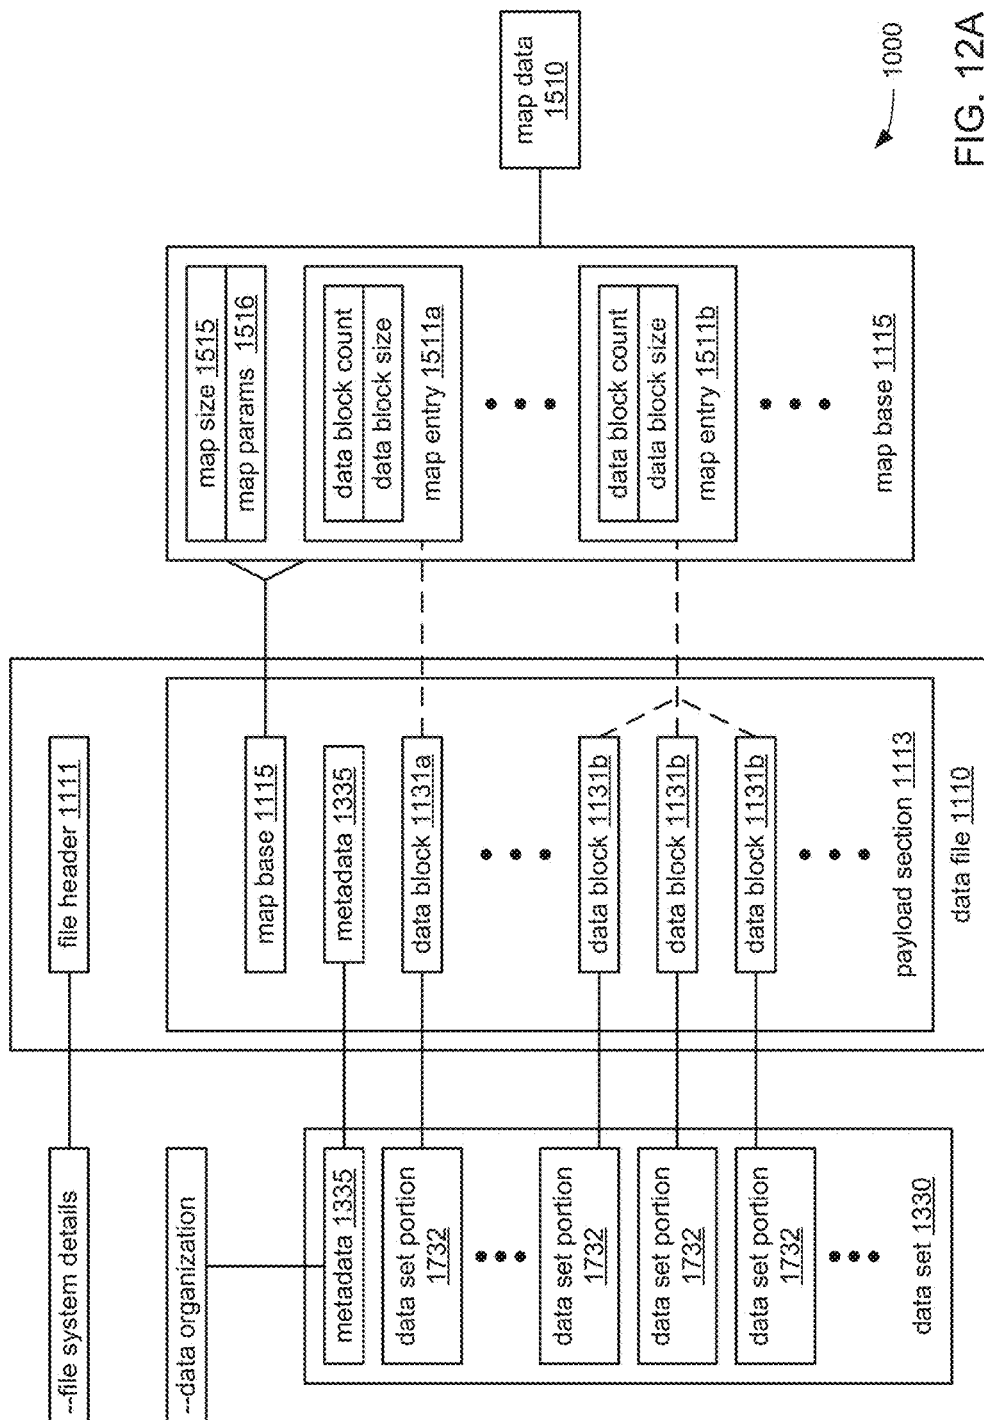 --file system details
--data organization
metadata 1335
data set portion
1732
data set portion
1732
data set portion
1732
data set portion
1732
data set 1330
file header 1111
map base 1115
metadata 1335
data block 1131a
data block 1131b
data block 1131b
data block 1131b
payload section 1113
data file 1110
map size 1515
map params 1516
data block count
data block size
map entry 1511a
data block count
data block size
map entry 1511b
map base 1115
map data
1510
1000
FIG. 12A